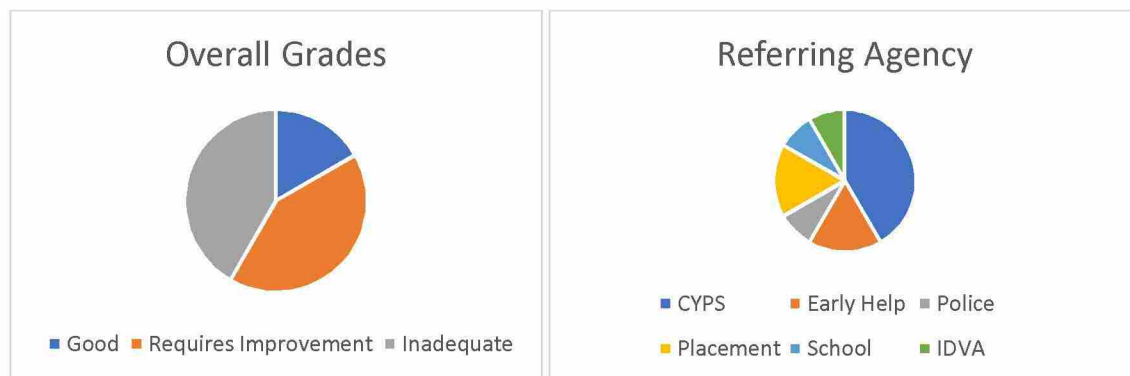 Overall Grades
Good Requires Improvement Inadequate
Referring Agency
CYPS Early Help Police
Placement School IDVA